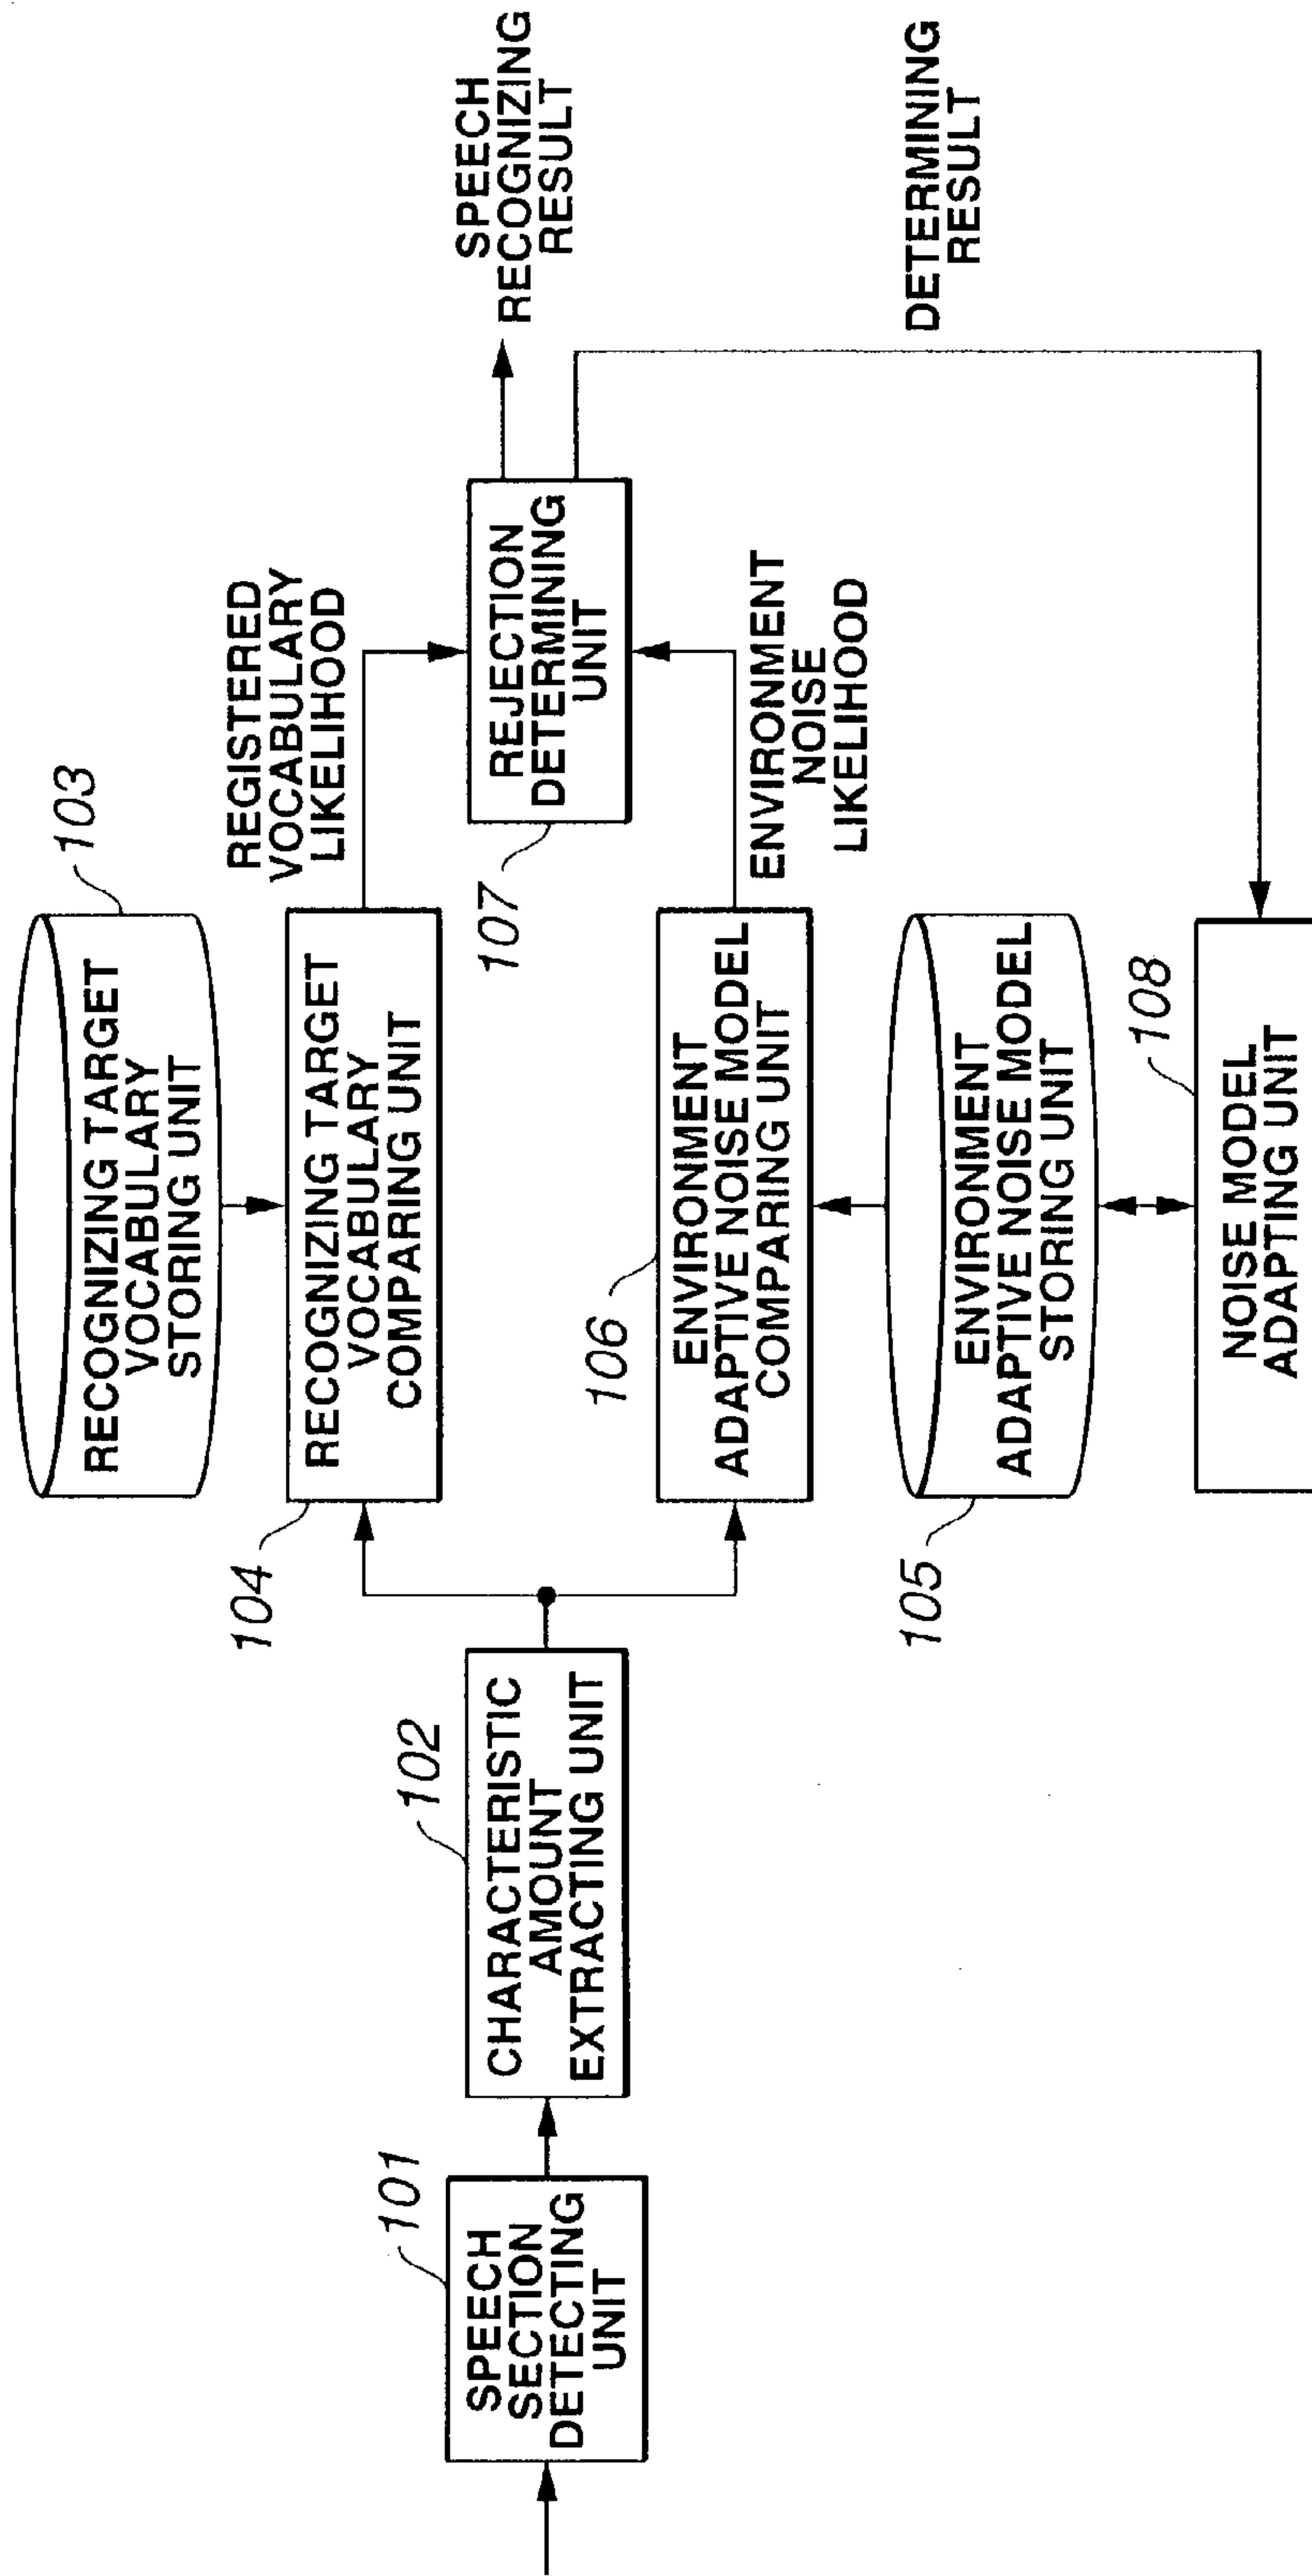 101
SPEECH
SECTION
DETECTING
UNIT
102
CHARACTERISTIC
AMOUNT
EXTRACTING UNIT
103
RECOGNIZING TARGET
VOCABULARY
STORING UNIT
104
RECOGNIZING TARGET
VOCABULARY
COMPARING UNIT
106
ENVIRONMENT
ADAPTIVE NOISE MODEL
COMPARING UNIT
105
ENVIRONMENT
ADAPTIVE NOISE MODEL
STORING UNIT
108
NOISE MODEL
ADAPTING UNIT
REGISTERED
VOCABULARY
LIKELIHOOD
107
REJECTION
DETERMINING
UNIT
ENVIRONMENT
NOISE
LIKELIHOOD
SPEECH
RECOGNIZING
RESULT
DETERMINING
RESULT